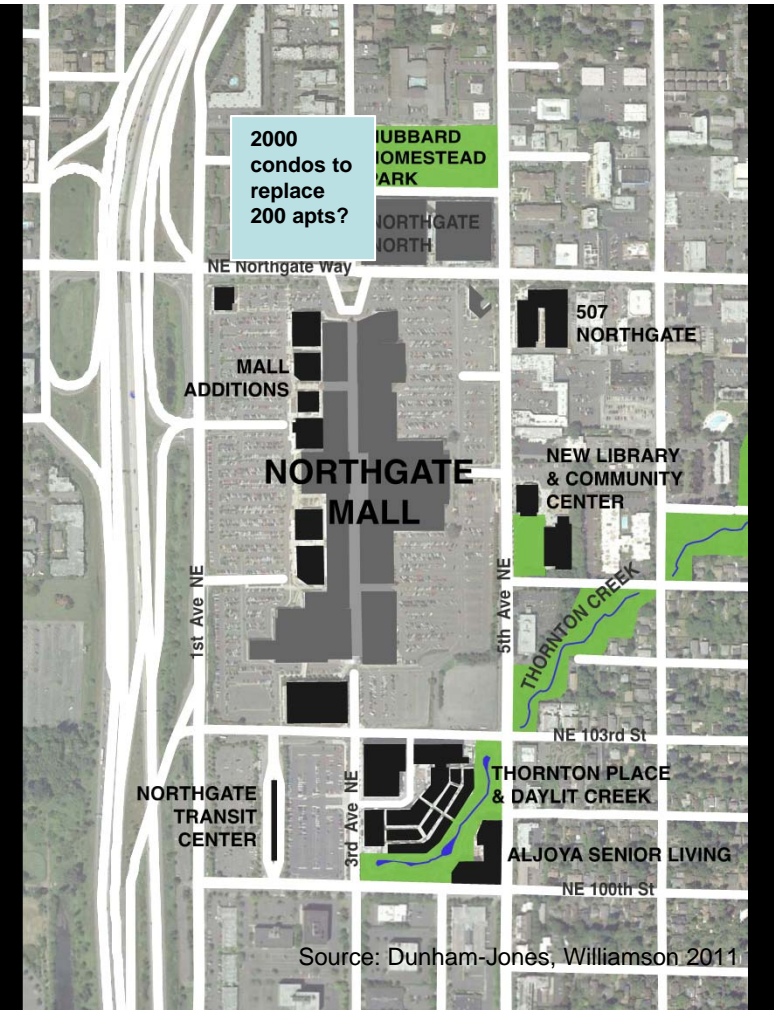 2000
condos to
replace
200 apts?
HUBBARD
HOMESTEAD
PARK
NORTHGATE
NORTH
NE Northgate Way
507
NORTHGATE
MALL
ADDITIONS
NORTHGATE
MALL
NEW LIBRARY
& COMMUNITY
CENTER
1st Ave NE
5th Ave NE
THORNTON CREEK
NE 103rd St
NORTHGATE
TRANSIT
CENTER
3rd Ave NE
THORNTON PLACE
& DAYLIT CREEK
ALJOYA SENIOR LIVING
NE 100th St
Source: Dunham-Jones, Williamson 2011